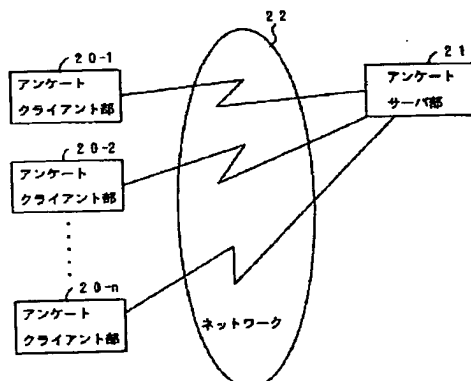 22
20-1
アンケート
クライアント部
21
アンケート
サーバ部
20-2
アンケート
クライアント部
20-n
アンケート
クライアント部
ネットワーク